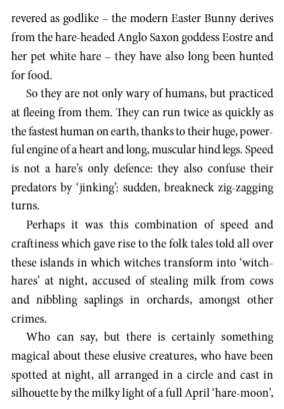 revered as godlike – the modern Easter Bunny derives
from the hare-headed Anglo Saxon goddess Eostre and
her pet white hare – they have also long been hunted
for food.
So they are not only wary of humans, but practiced
at fleeing from them. They can run twice as quickly as
the fastest human on earth, thanks to their huge, power-
ful engine of a heart and long, muscular hind legs. Speed
is not a hare's only defence: they also confuse their
predators by 'jinking': sudden, breakneck zig-zagging
turns.
Perhaps it was this combination of speed and
craftiness which gave rise to the folk tales told all over
these islands in which witches transform into 'witch-
hares' at night, accused of stealing milk from cows
and nibbling saplings in orchards, amongst other
crimes.
Who can say, but there is certainly something
magical about these elusive creatures, who have been
spotted at night, all arranged in a circle and cast in
silhouette by the milky light of a full April 'hare-moon',